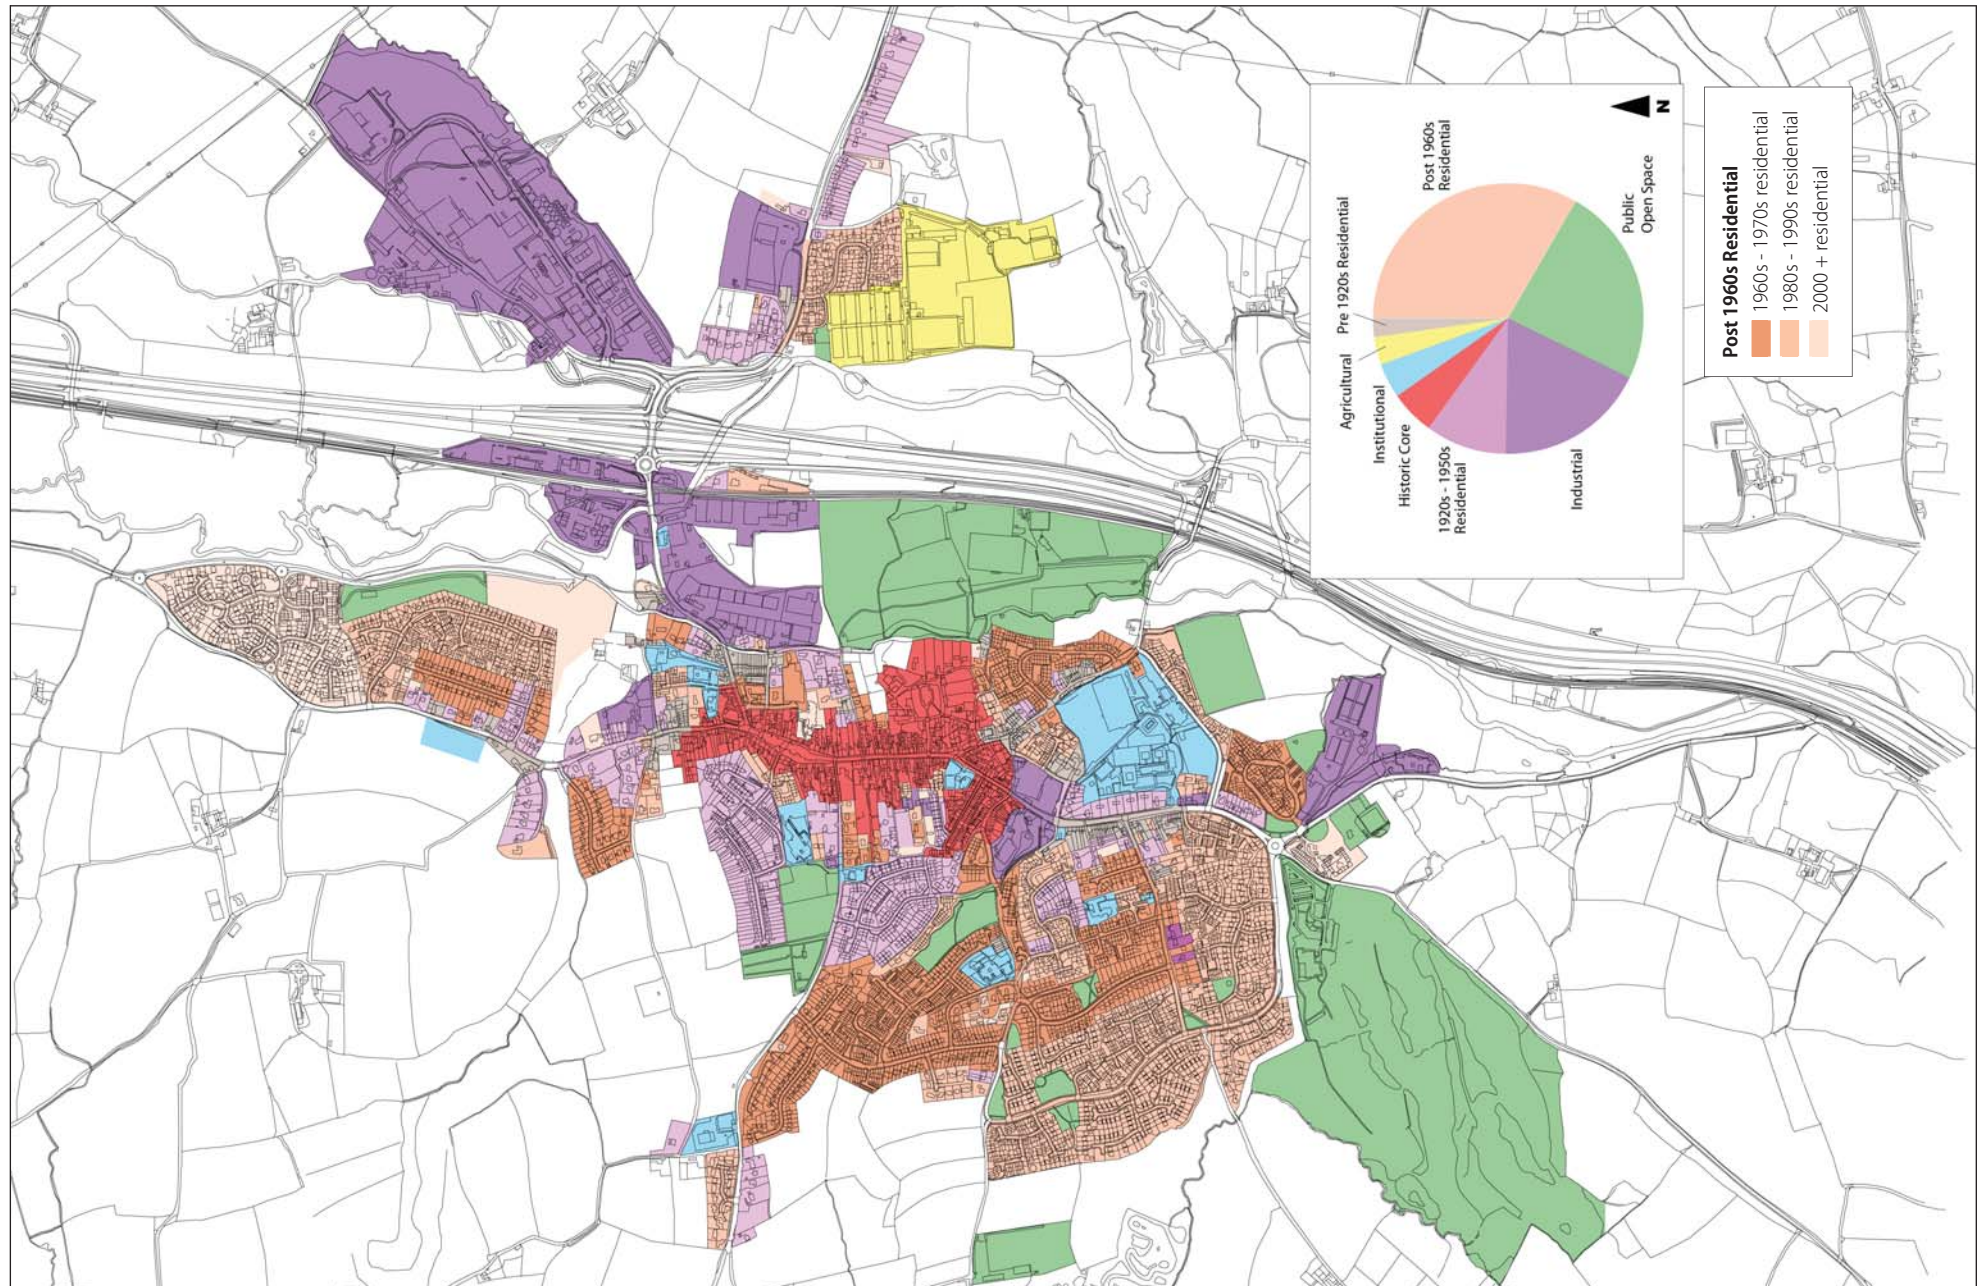 N
Post 1960s
Residential
Pre 1920s Residential
Agricultural
Institutional
Historic Core
1920s - 1950s
Residential
Industrial
Public
Open Space
Post 1960s Residential
1960s - 1970s residential
1980s - 1990s residential
2000 + residential